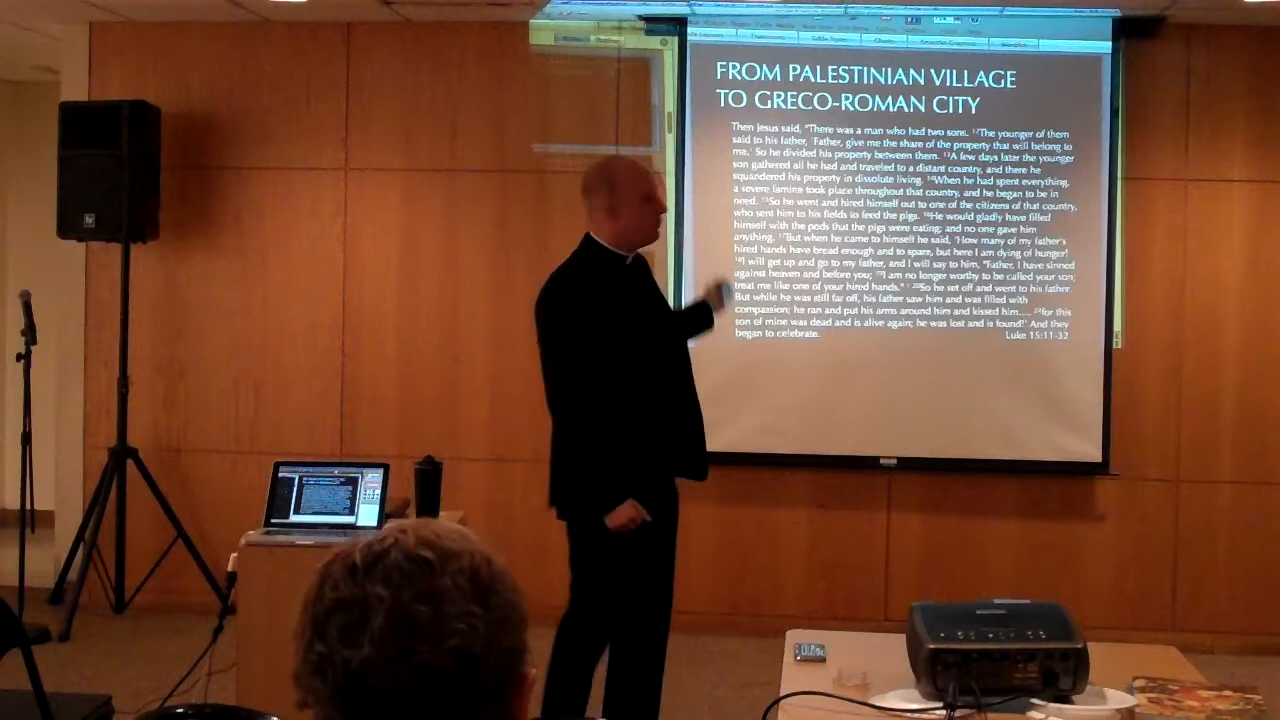 FROM PALESTINIAN VILLAGE
TO GRECO-ROMAN CITY
Then Jesus said, "There was a man who had two sons. ¹²The younger of them
said to his father, 'Father, give me the share of the property that will belong to
me.' So he divided his property between them. ¹³A few days later the younger
son gathered all he had and traveled to a distant country, and there he
squandered his property in dissolute living. ¹⁴When he had spent everything,
a severe famine took place throughout that country, and he began to be in
need. ¹⁵So he went and hired himself out to one of the citizens of that country,
who sent him to his fields to feed the pigs. ¹⁶He would gladly have filled
himself with the pods that the pigs were eating; and no one gave him
anything. ¹⁷But when he came to himself he said, "How many of my father's
hired hands have bread enough and to spare, but here I am dying of hunger!
¹⁸I will get up and go to my father, and I will say to him, "Father, I have sinned
against heaven and before you; ¹⁹I am no longer worthy to be called your son;
treat me like one of your hired hands." ' ²⁰So he set off and went to his father.
But while he was still far off, his father saw him and was filled with
compassion; he ran and put his arms around him and kissed him.... ²⁴for this
son of mine was dead and is alive again; he was lost and is found!' And they
began to celebrate. Luke 15:11-32